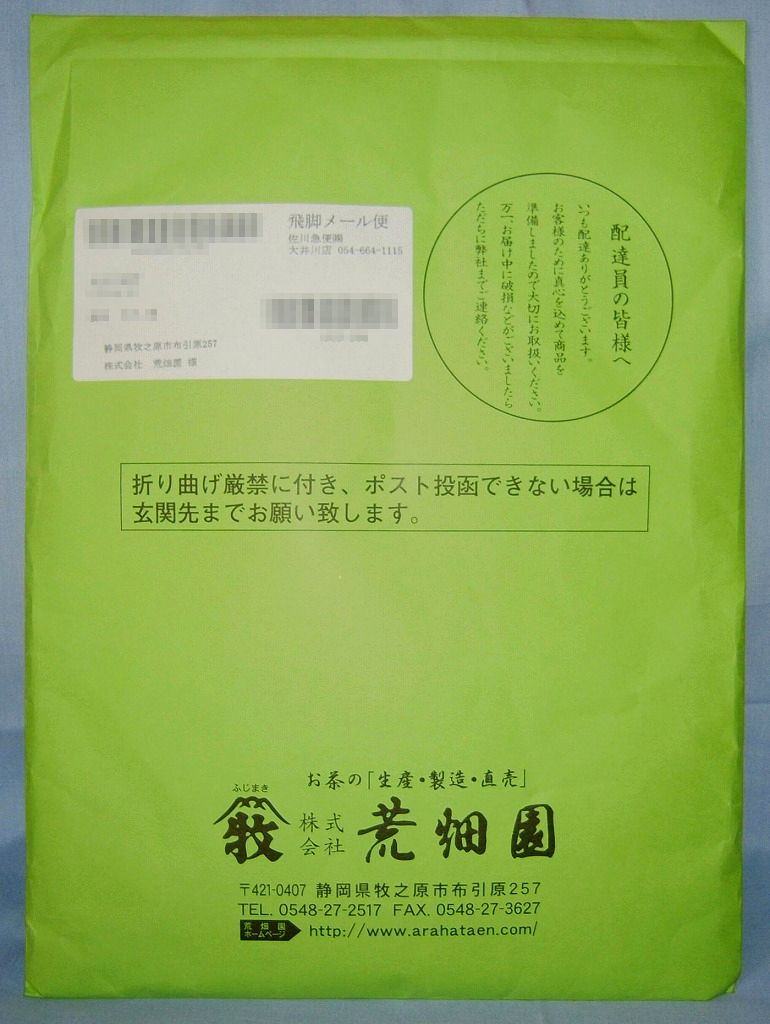 飛脚メール便
佐川急便㈱
大井川店 054-664-1115
静岡県牧之原市布引原257
株式会社 荒畑園 様
配達員の皆様へ
いつも配達ありがとうございます。
お客様のために真心を込めて商品を
準備しましたので大切にお取扱いください。
万一、お届け中に破損などがございましたら
ただちに弊社までご連絡ください。
折り曲げ厳禁に付き、ポスト投函できない場合は
玄関先までお願い致します。
お茶の「生産・製造・直売」
ふじまき
牧 株式会社 荒畑園
〒421-0407 静岡県牧之原市布引原257
TEL. 0548-27-2517 FAX. 0548-27-3627
荒畑園
ホームページ
http://www.arahataen.com/